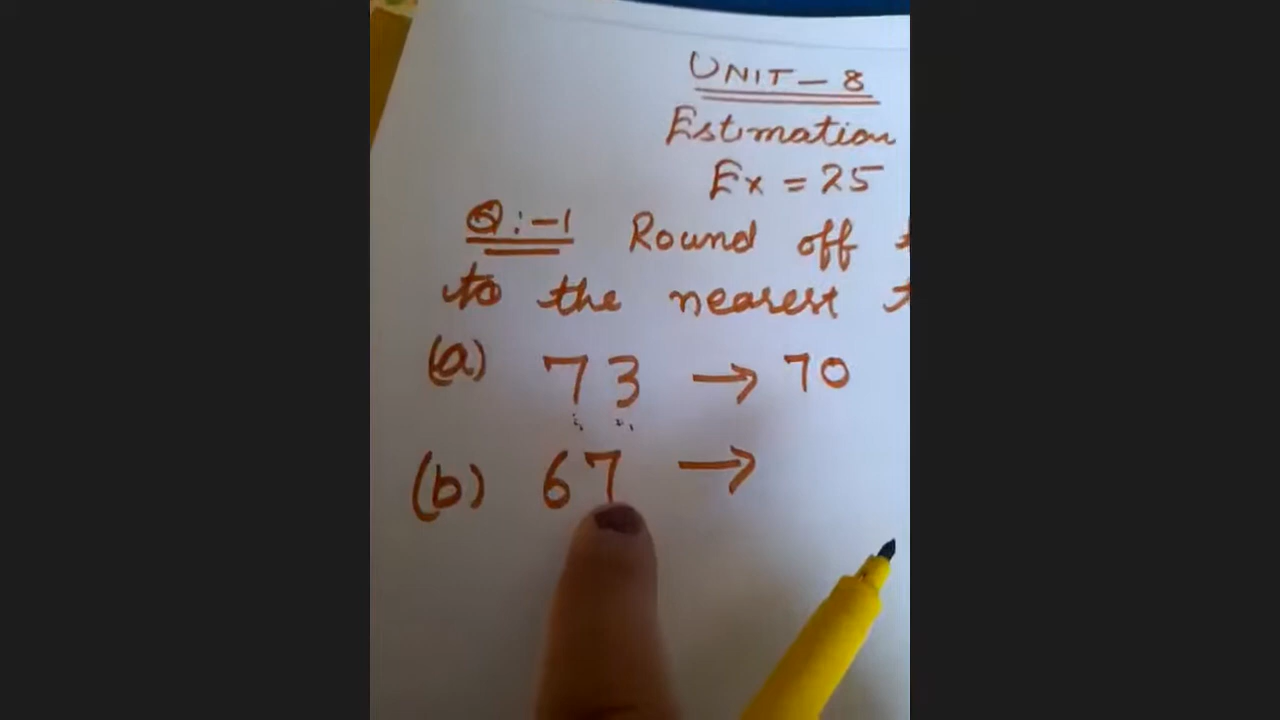 UNIT - 8
Estimation
Ex = 25
Q:-1 Round off
to the nearest
(a) 73 → 70
(b) 67 →